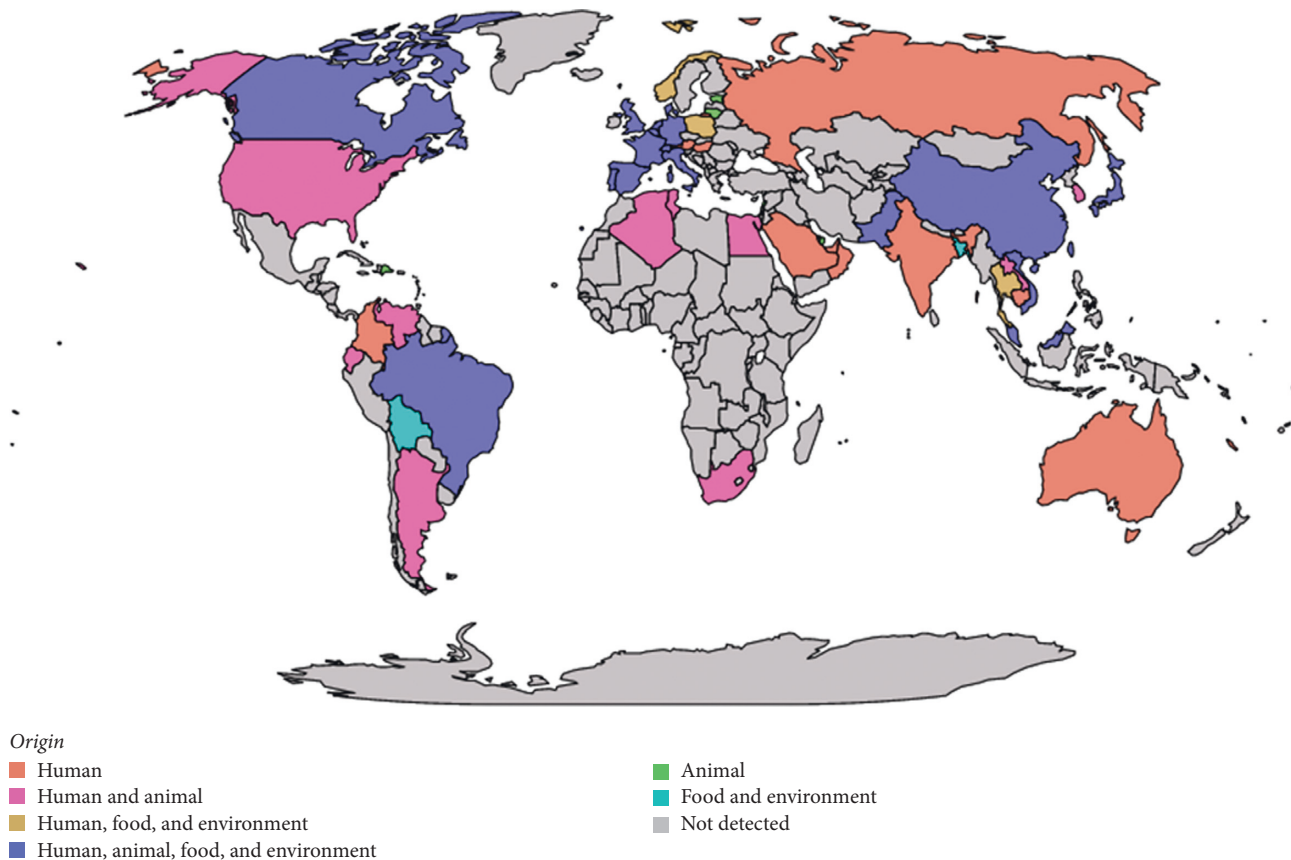 Origin
Human
Human and animal
Human, food, and environment
Human, animal, food, and environment
Animal
Food and environment
Not detected